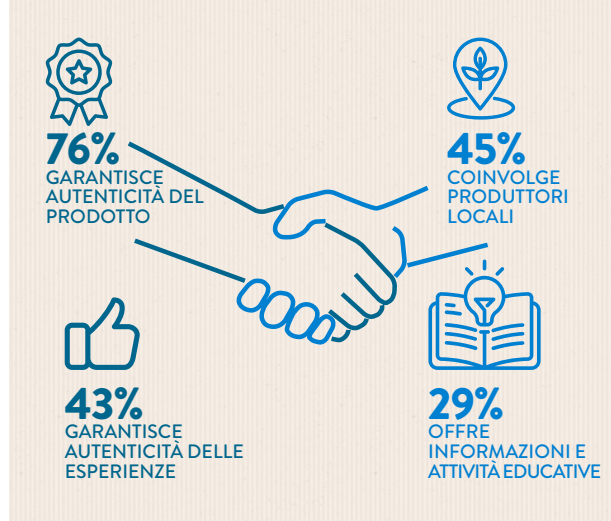 76%
GARANTISCE
AUTENTICITÀ DEL
PRODOTTO
45%
COINVOLGE
PRODUTTORI
LOCALI
43%
GARANTISCE
AUTENTICITÀ DELLE
ESPERIENZE
29%
OFFRE
INFORMAZIONI E
ATTIVITÀ EDUCATIVE